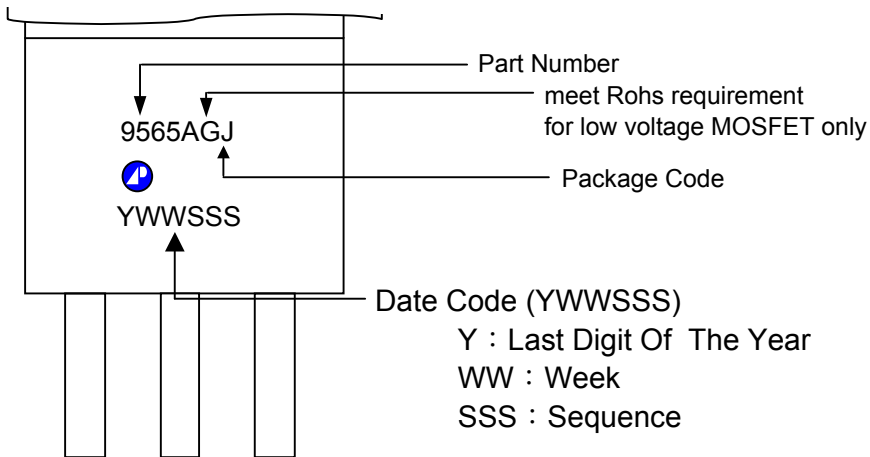 Part Number
meet Rohs requirement
for low voltage MOSFET only
9565AGJ
Package Code
YWWSSS
Date Code (YWWSSS)
Y：Last Digit Of The Year
WW：Week
SSS：Sequence